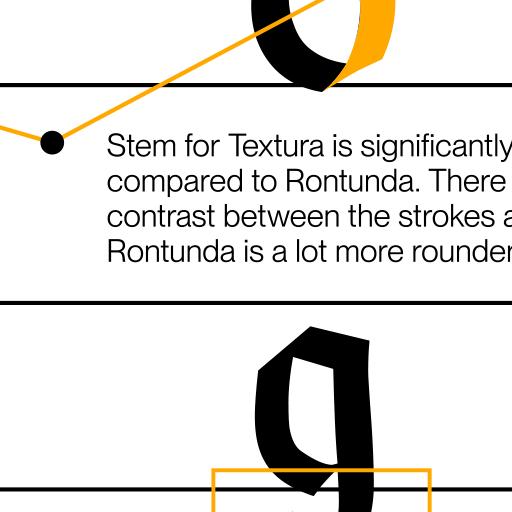 Stem for Textura is significantly
compared to Rontunda. There
contrast between the strokes a
Rontunda is a lot more rounder
g